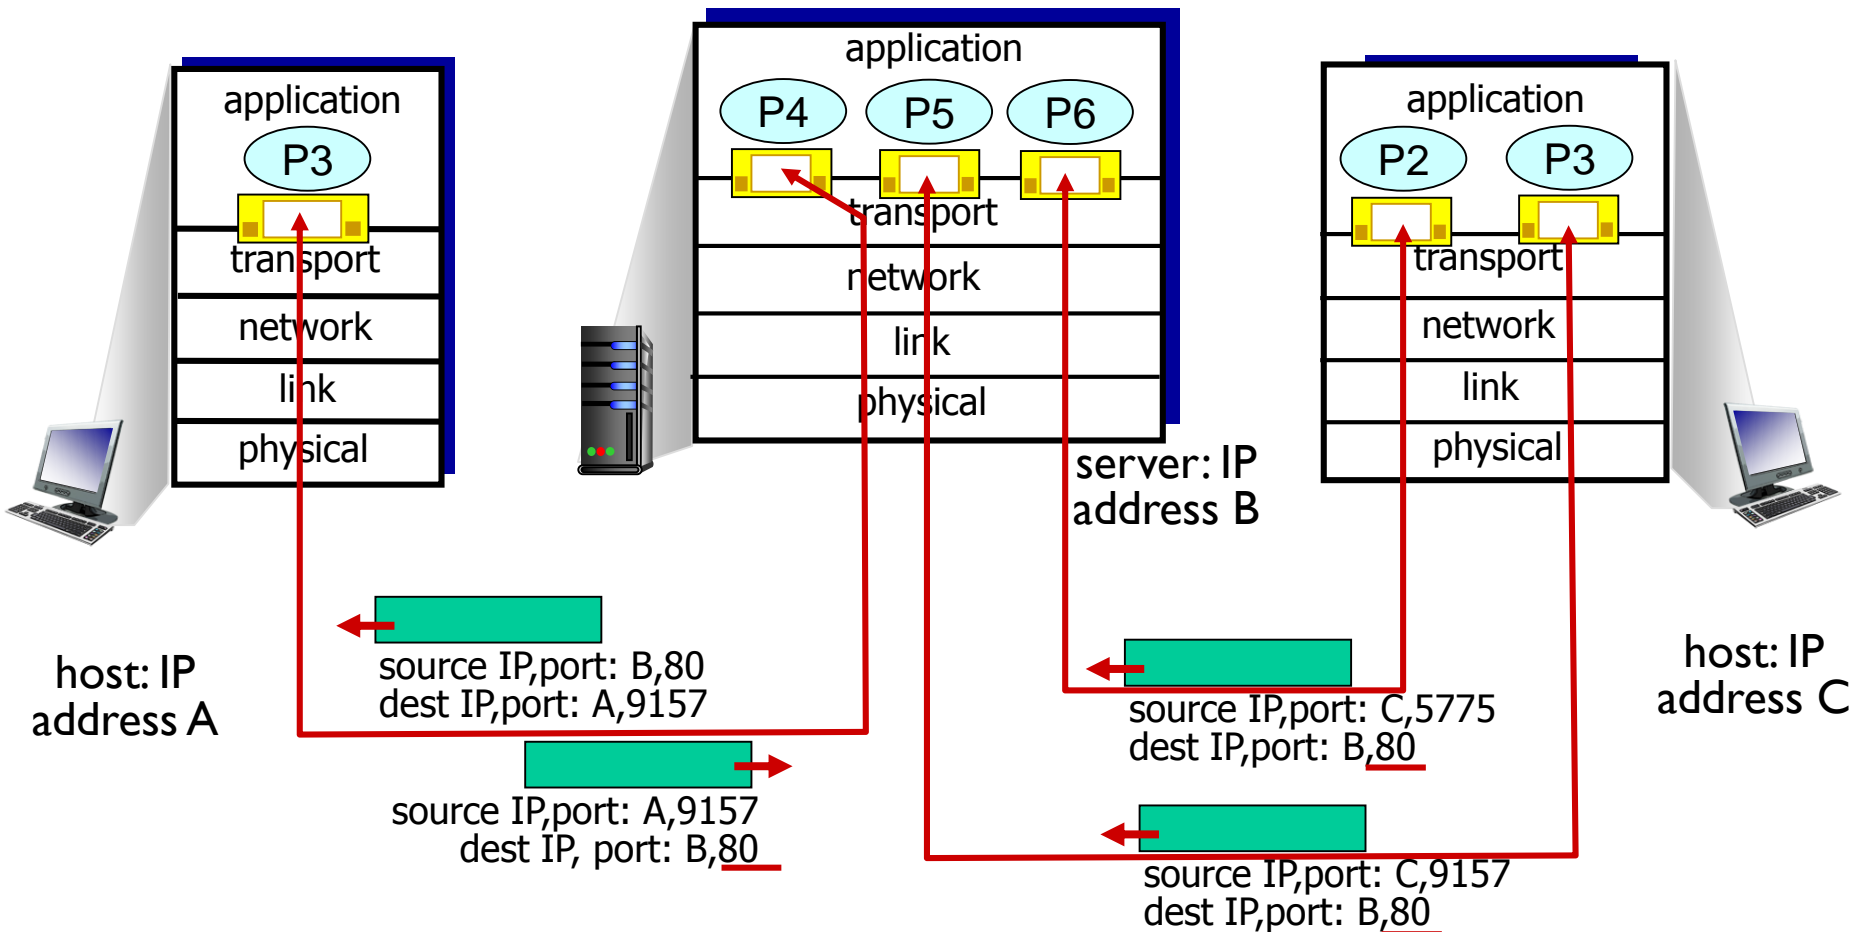 application
P3
transport
network
link
physical
host: IP
address A
application
P4
P5
P6
transport
network
link
physical
server: IP
address B
application
P2
P3
transport
network
link
physical
host: IP
address C
source IP,port: B,80
dest IP,port: A,9157
source IP,port: A,9157
dest IP, port: B,80
source IP,port: C,5775
dest IP,port: B,80
source IP,port: C,9157
dest IP,port: B,80